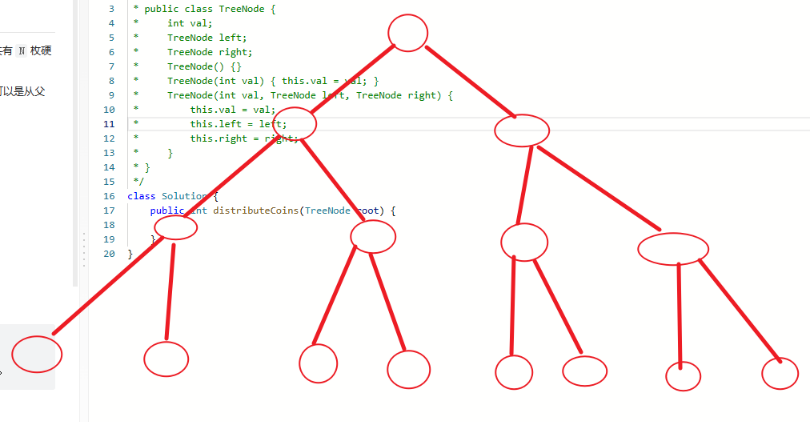 共有 N 枚硬
可以是从父
。
3 * public class TreeNode {
4 *     int val;
5 *     TreeNode left;
6 *     TreeNode right;
7 *     TreeNode() {}
8 *     TreeNode(int val) { this.val = val; }
9 *     TreeNode(int val, TreeNode left, TreeNode right) {
10 *         this.val = val;
11 *         this.left = left;
12 *         this.right = right;
13 *     }
14 * }
15 */
16 class Solution {
17     public int distributeCoins(TreeNode root) {
18
19     }
20 }